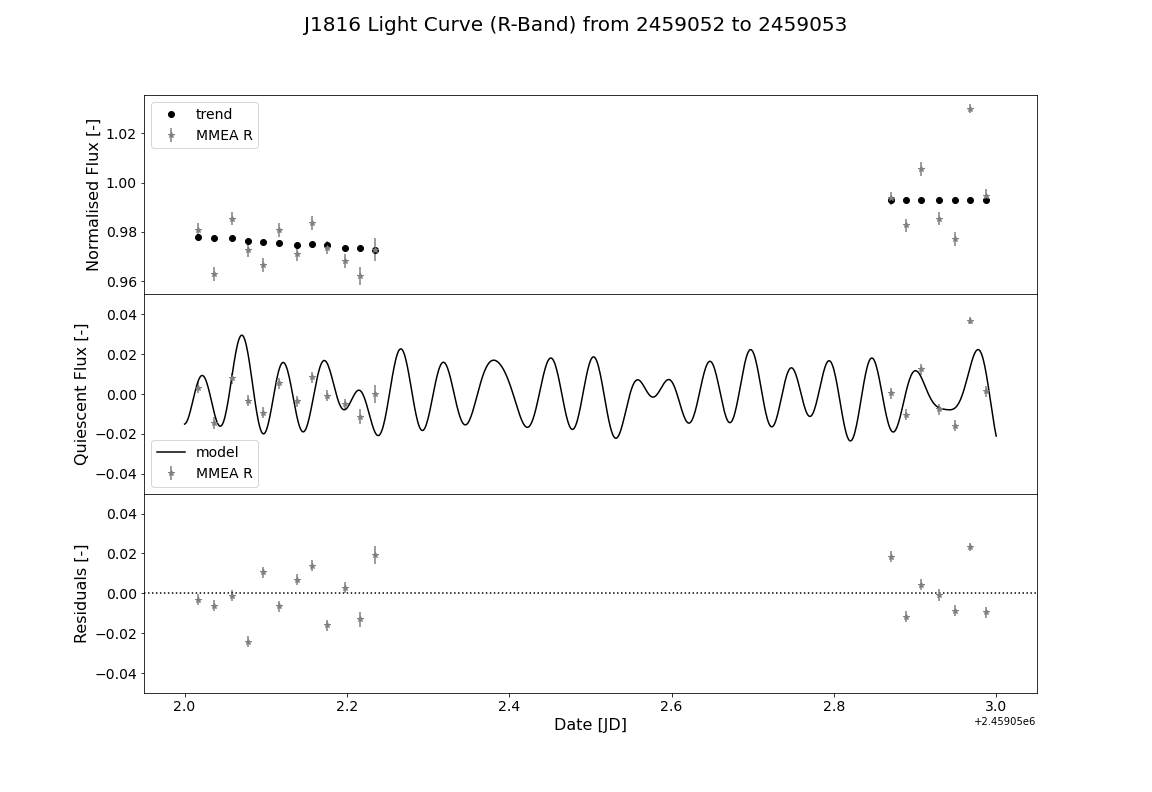 J1816 Light Curve (R-Band) from 2459052 to 2459053
trend
MMEA R
Normalised Flux [-]
1.02
1.00
0.98
0.96
Quiescent Flux [-]
0.04
0.02
0.00
−0.02
−0.04
model
MMEA R
Residuals [-]
0.04
0.02
0.00
−0.02
−0.04
2.0 2.2 2.4 2.6 2.8 3.0
Date [JD]
+2.45905e6